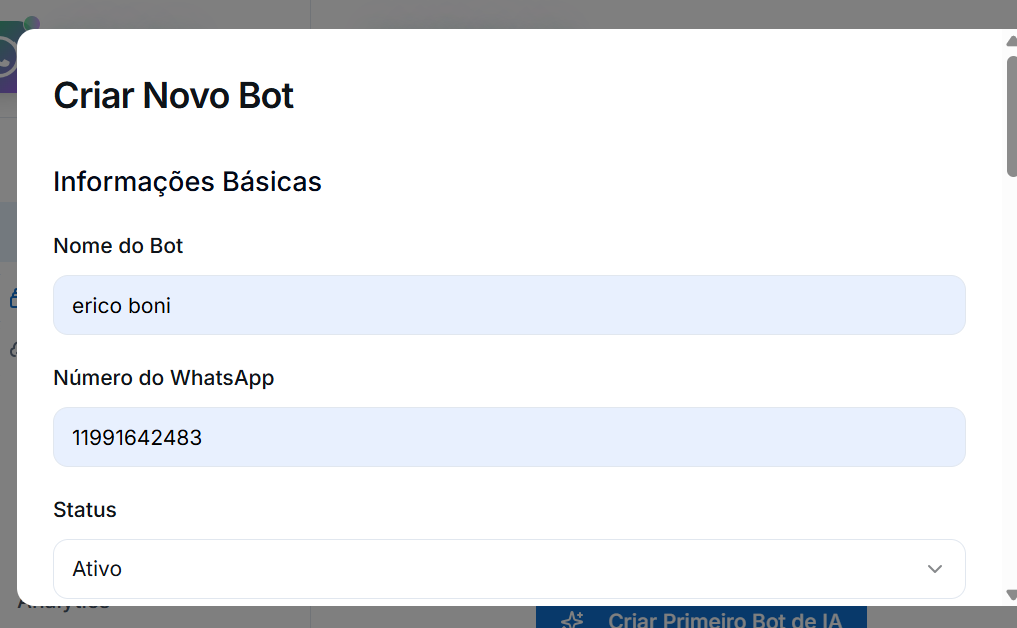 Criar Novo Bot
Informações Básicas
Nome do Bot
erico boni
Número do WhatsApp
11991642483
Status
Ativo
Analytics
Criar Primeiro Bot de IA